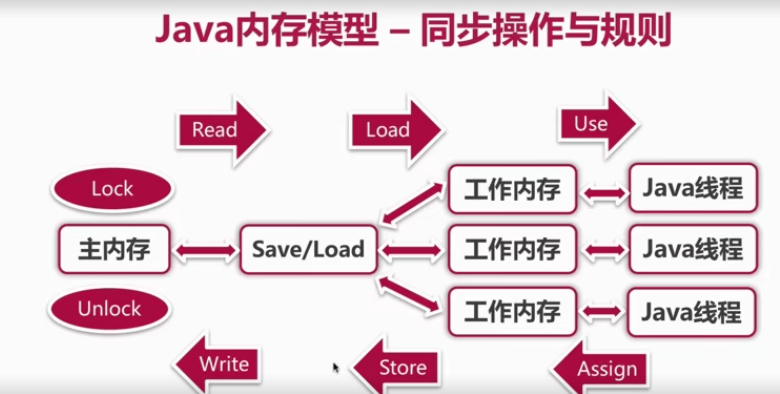 Java内存模型 – 同步操作与规则
Read
Load
Use
Lock
工作内存
Java线程
主内存
Save/Load
工作内存
Java线程
Unlock
工作内存
Java线程
Write
Store
Assign